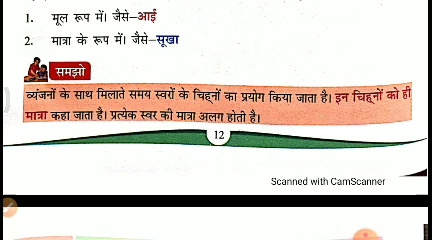 1. मूल रूप में। जैसे–आई
2. मात्रा के रूप में। जैसे–सूखा
समझो
व्यंजनों के साथ मिलाते समय स्वरों के चिह्नों का प्रयोग किया जाता है। इन चिह्नों को ही
मात्रा कहा जाता है। प्रत्येक स्वर की मात्रा अलग होती है।
12
Scanned with CamScanner